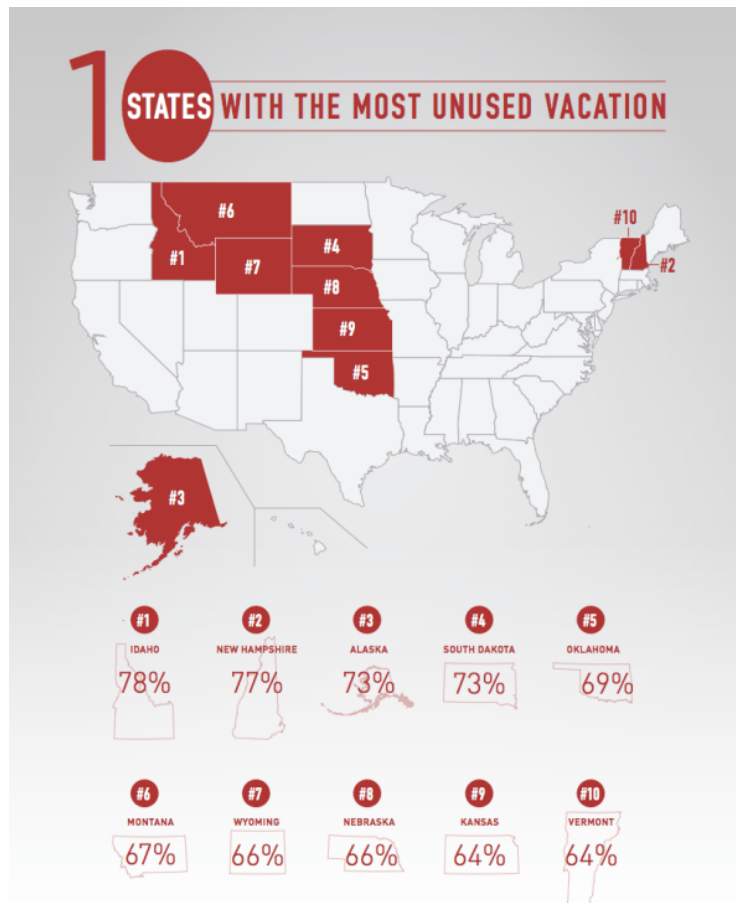 10 STATES WITH THE MOST UNUSED VACATION
#10
#6
#4
#1
#7
#2
#8
#9
#5
#3
#1 #2 #3 #4 #5
IDAHO NEW HAMPSHIRE ALASKA SOUTH DAKOTA OKLAHOMA
78% 77% 73% 73% 69%
#6 #7 #8 #9 #10
MONTANA WYOMING NEBRASKA KANSAS VERMONT
67% 66% 66% 64% 64%